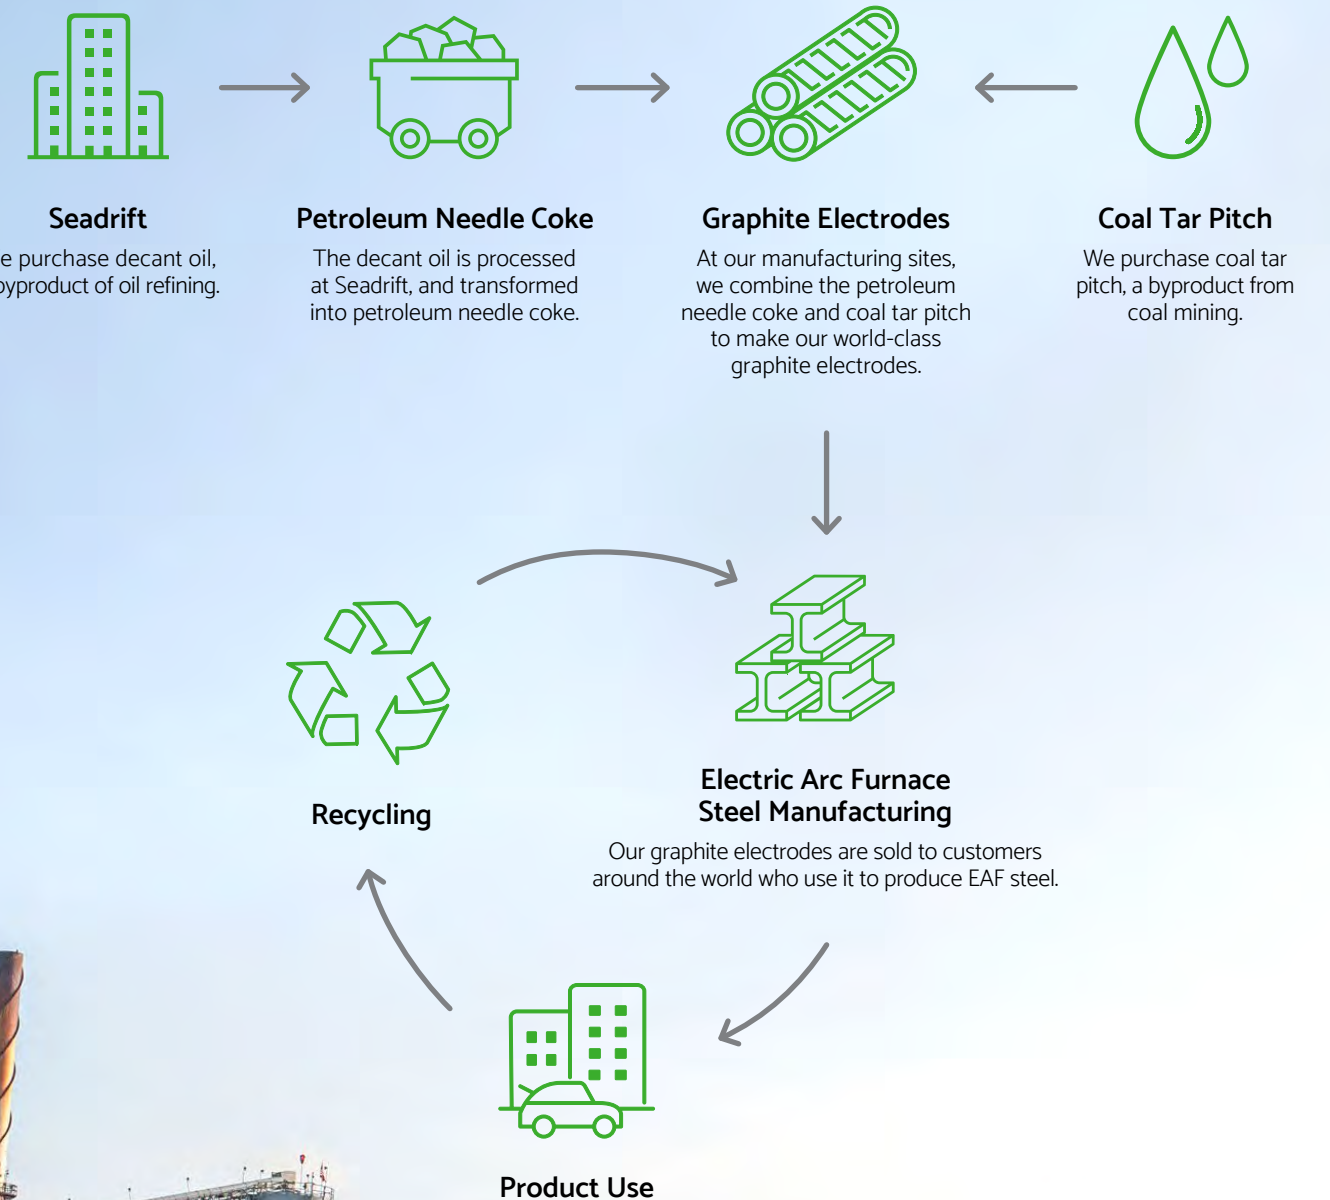 Seadrift
purchase decant oil,
byproduct of oil refining.
Petroleum Needle Coke
The decant oil is processed
at Seadrift, and transformed
into petroleum needle coke.
Graphite Electrodes
At our manufacturing sites,
we combine the petroleum
needle coke and coal tar pitch
to make our world-class
graphite electrodes.
Coal Tar Pitch
We purchase coal tar
pitch, a byproduct from
coal mining.
Recycling
Electric Arc Furnace
Steel Manufacturing
Our graphite electrodes are sold to customers
around the world who use it to produce EAF steel.
Product Use